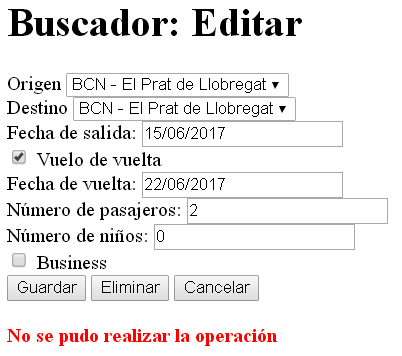 Buscador: Editar
Origen BCN - El Prat de Llobregat
Destino BCN - El Prat de Llobregat
Fecha de salida: 15/06/2017
Vuelo de vuelta
Fecha de vuelta: 22/06/2017
Número de pasajeros: 2
Número de niños: 0
Business
Guardar Eliminar Cancelar
No se pudo realizar la operación